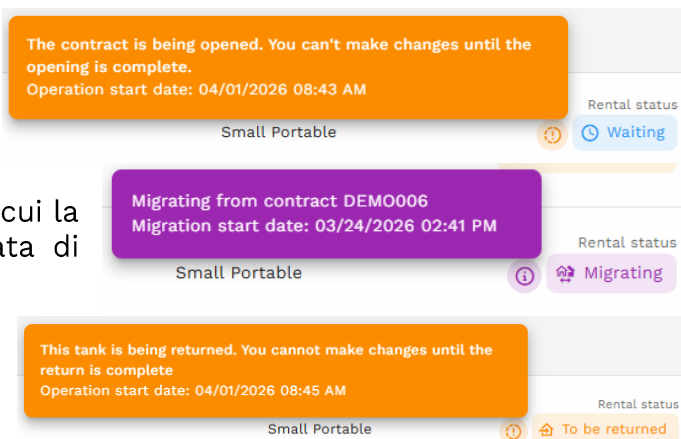 The contract is being opened. You can't make changes until the
opening is complete.
Operation start date: 04/01/2026 08:43 AM
Rental status
Small Portable
Waiting
cui la
ata di
Migrating from contract DEMO006
Migration start date: 03/24/2026 02:41 PM
Rental status
Small Portable
Migrating
This tank is being returned. You cannot make changes until the
return is complete
Operation start date: 04/01/2026 08:45 AM
Rental status
Small Portable
To be returned